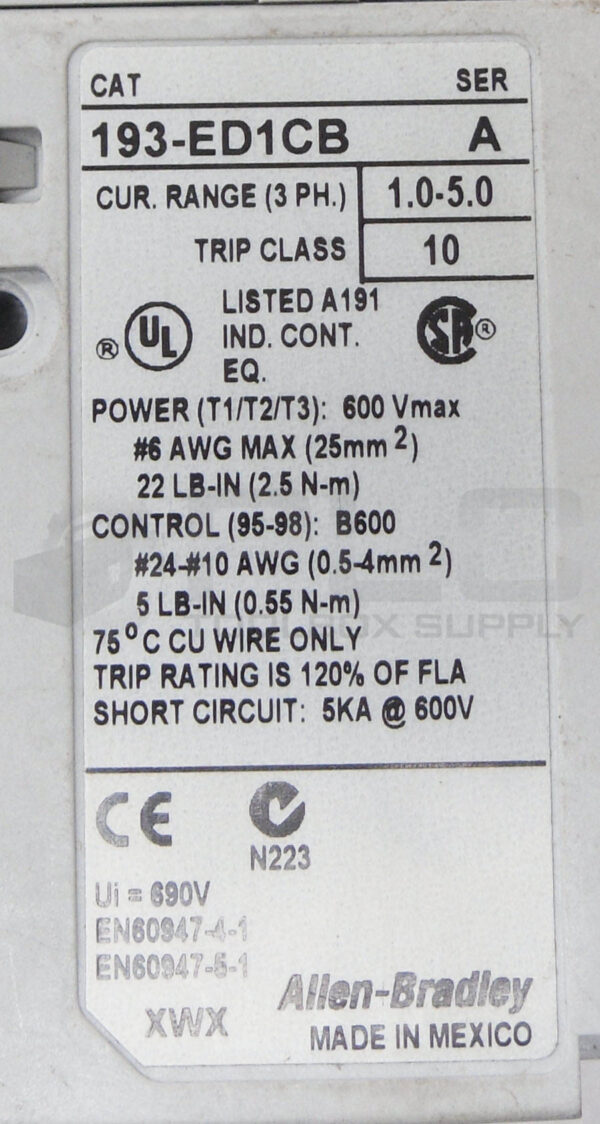 CAT SER
193-ED1CB A
CUR. RANGE (3 PH.) 1.0-5.0
TRIP CLASS 10
® UL LISTED A191 SA ®
IND. CONT.
EQ.
POWER (T1/T2/T3): 600 Vmax
#6 AWG MAX (25mm²)
22 LB-IN (2.5 N-m)
CONTROL (95-98): B600
#24-#10 AWG (0.5-4mm²)
5 LB-IN (0.55 N-m)
TOOLBOX SUPPLY
75°C CU WIRE ONLY
TRIP RATING IS 120% OF FLA
SHORT CIRCUIT: 5KA @ 600V
CE
N223
Ui = 690V
EN60947-4-1
EN60947-5-1
Allen-Bradley
XWX
MADE IN MEXICO